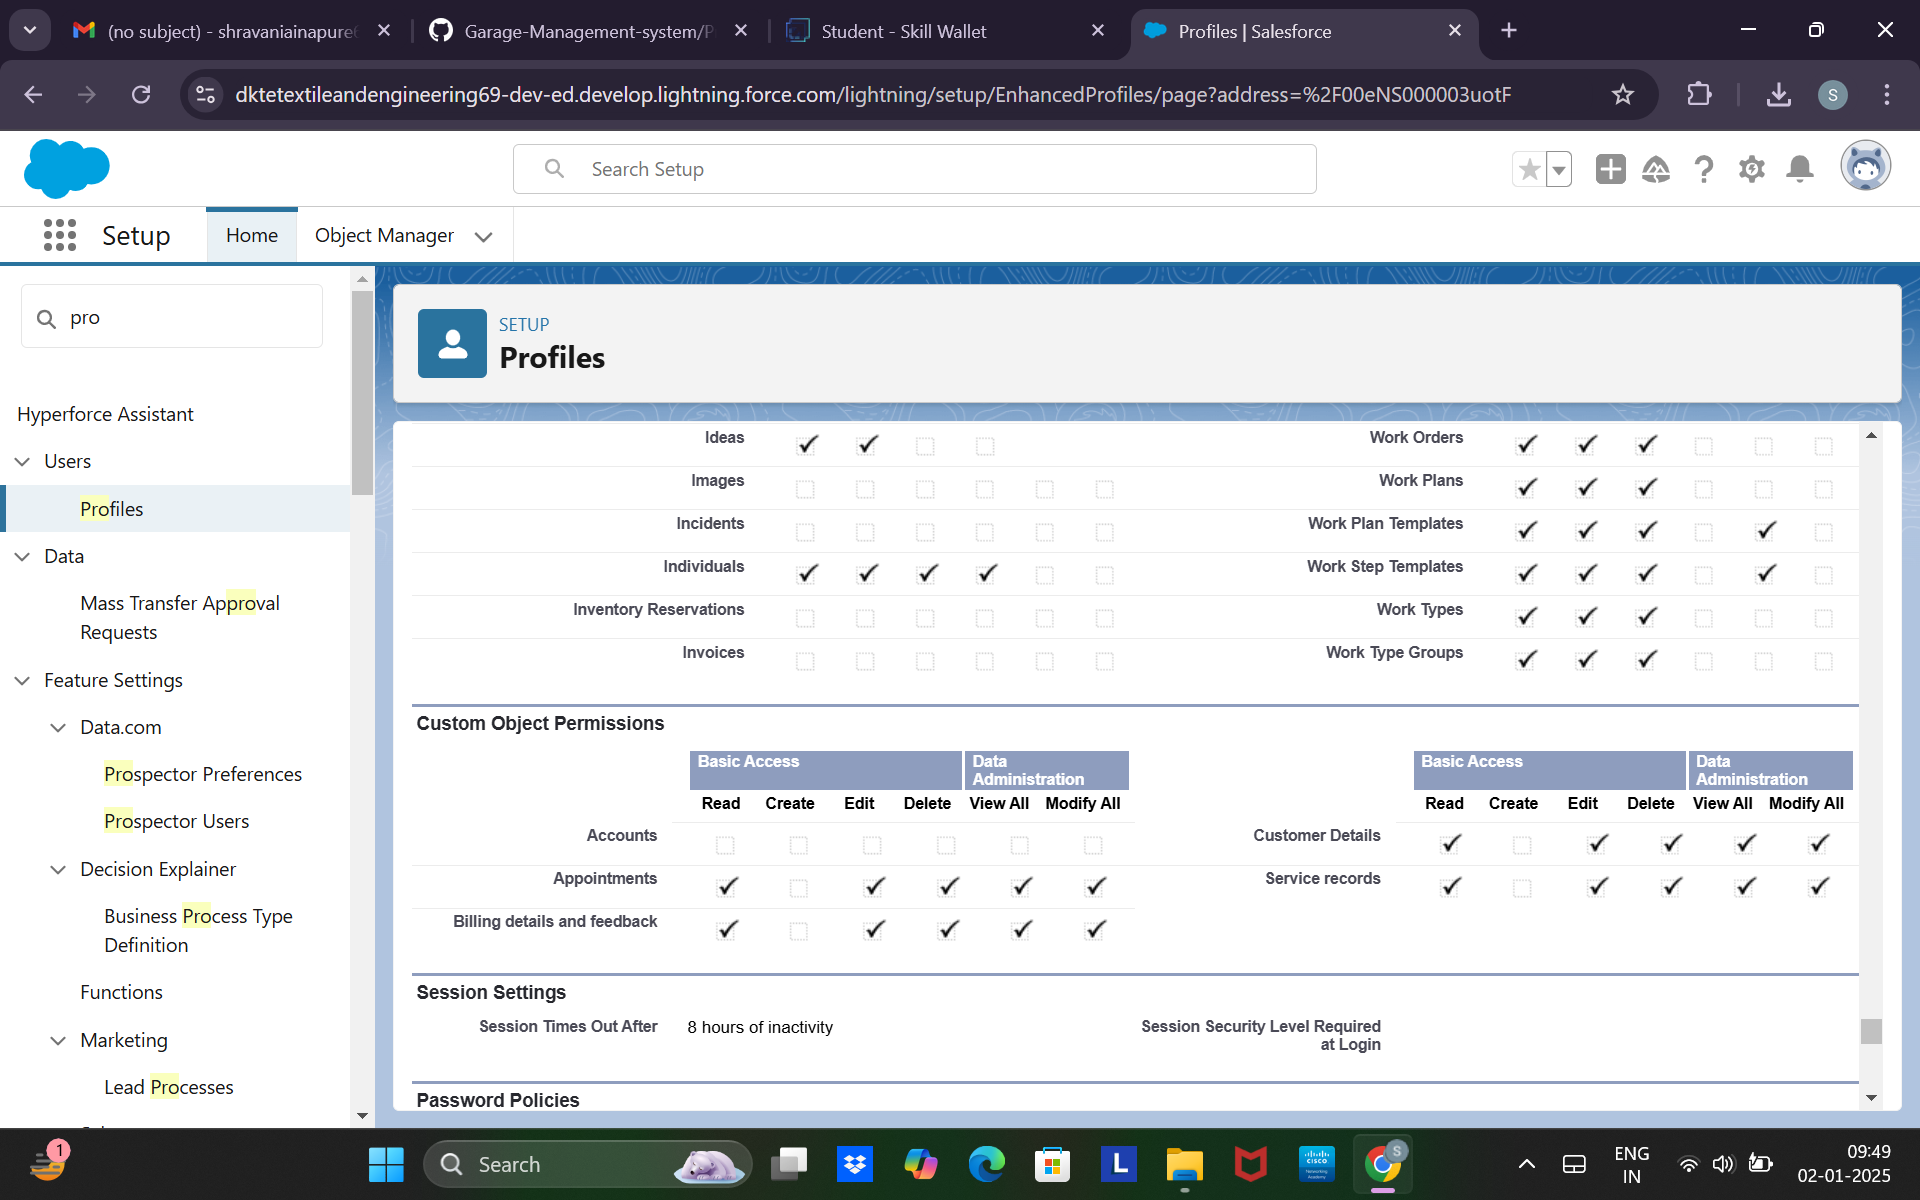 (no subject) - shravaniainapure6
Garage-Management-system/P
Student - Skill Wallet
Profiles | Salesforce
dktetextileandengineering69-dev-ed.develop.lightning.force.com/lightning/setup/EnhancedProfiles/page?address=%2F00eNS000003uotF
S
Search Setup
Setup
Home
Object Manager
pro
Hyperforce Assistant
Users
Profiles
Data
Mass Transfer Approval
Requests
Feature Settings
Data.com
Prospector Preferences
Prospector Users
Decision Explainer
Business Process Type
Definition
Functions
Marketing
Lead Processes
SETUP
Profiles
Ideas
Work Orders
Images
Work Plans
Incidents
Work Plan Templates
Individuals
Work Step Templates
Inventory Reservations
Work Types
Invoices
Work Type Groups
Custom Object Permissions
Basic Access
Data
Administration
Basic Access
Data
Administration
Read Create Edit Delete View All Modify All
Read Create Edit Delete View All Modify All
Accounts
Customer Details
Appointments
Service records
Billing details and feedback
Session Settings
Session Times Out After 8 hours of inactivity
Session Security Level Required
at Login
Password Policies
1
Search
L
CISCO
S
ENG
IN
09:49
02-01-2025